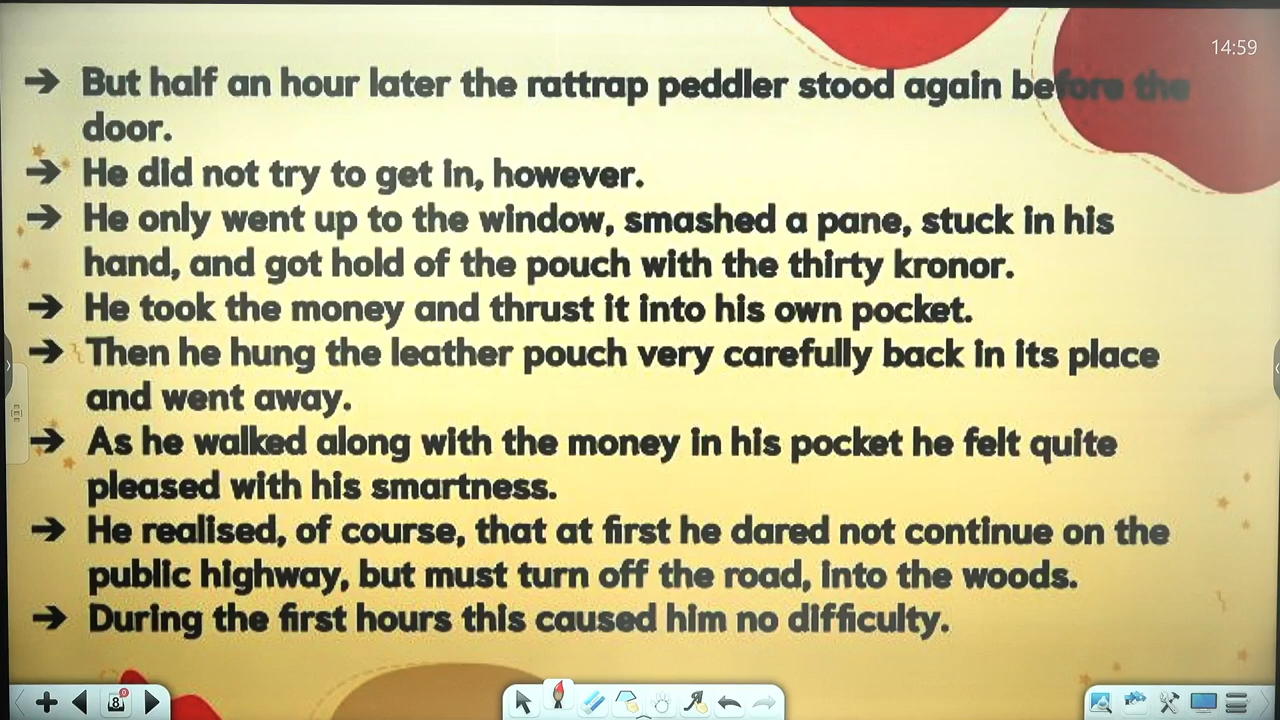 14:59
→ But half an hour later the rattrap peddler stood again before the
door.
→ He did not try to get in, however.
→ He only went up to the window, smashed a pane, stuck in his
hand, and got hold of the pouch with the thirty kronor.
→ He took the money and thrust it into his own pocket.
→ Then he hung the leather pouch very carefully back in its place
and went away.
→ As he walked along with the money in his pocket he felt quite
pleased with his smartness.
→ He realised, of course, that at first he dared not continue on the
public highway, but must turn off the road, into the woods.
→ During the first hours this caused him no difficulty.
8